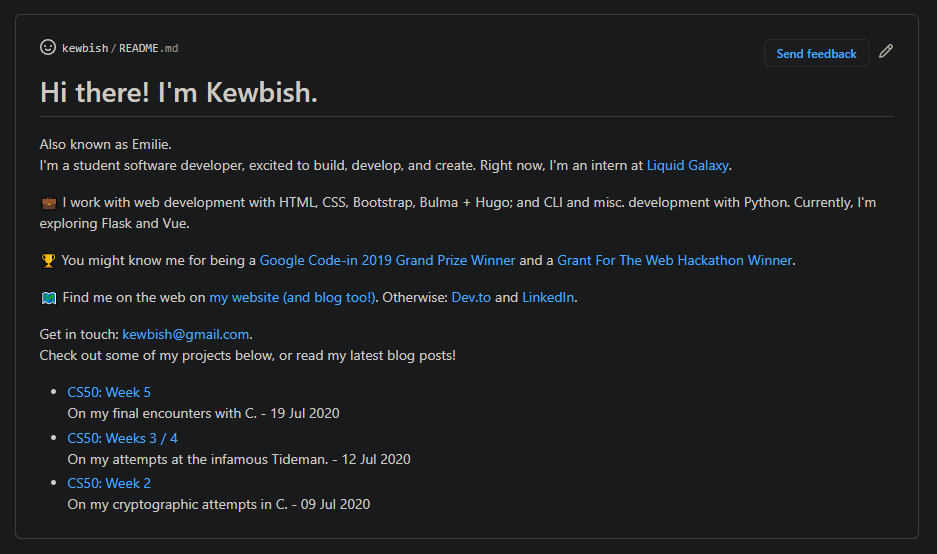 kewbish/README.md
Send feedback
Hi there! I'm Kewbish.
Also known as Emilie.
I'm a student software developer, excited to build, develop, and create. Right now, I'm an intern at Liquid Galaxy.
I work with web development with HTML, CSS, Bootstrap, Bulma + Hugo; and CLI and misc. development with Python. Currently, I'm
exploring Flask and Vue.
You might know me for being a Google Code-in 2019 Grand Prize Winner and a Grant For The Web Hackathon Winner.
Find me on the web on my website (and blog too!). Otherwise: Dev.to and LinkedIn.
Get in touch: kewbish@gmail.com.
Check out some of my projects below, or read my latest blog posts!
CS50: Week 5
On my final encounters with C. - 19 Jul 2020
CS50: Weeks 3 / 4
On my attempts at the infamous Tideman. - 12 Jul 2020
CS50: Week 2
On my cryptographic attempts in C. - 09 Jul 2020